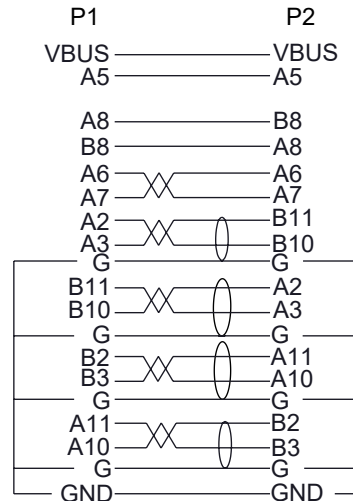 P1 P2
VBUS VBUS
A5 A5
A8 B8
B8 A8
A6 A6
A7 A7
A2 B11
A3 B10
G G
B11 A2
B10 A3
G G
B2 A11
B3 A10
G G
A11 B2
A10 B3
G G
GND GND